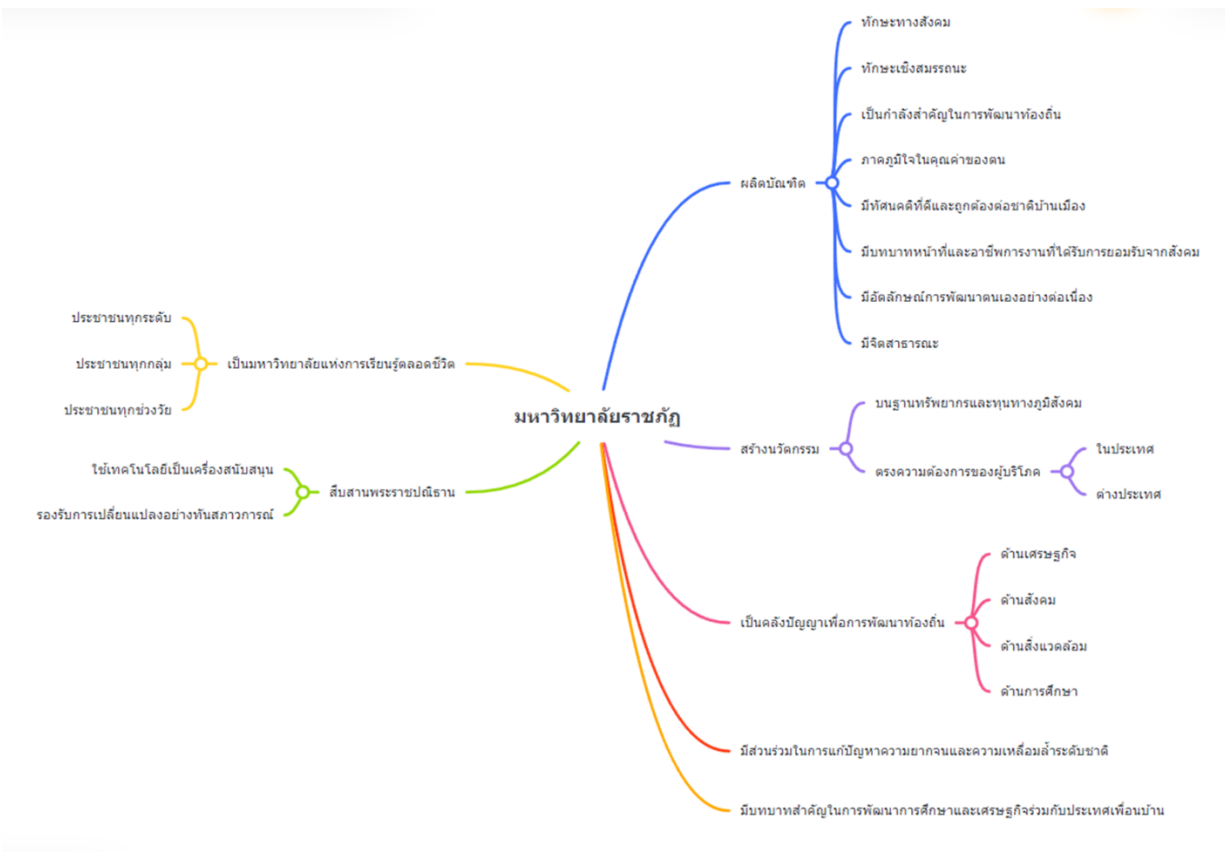 มหาวิทยาลัยราชภัฏ
ผลิตบัณฑิต
ทักษะทางสังคม
ทักษะเชิงสมรรถนะ
เป็นกำลังสำคัญในการพัฒนาท้องถิ่น
ภาคภูมิใจในคุณค่าของตน
มีทัศนคติที่ดีและถูกต้องต่อชาติบ้านเมือง
มีบทบาทหน้าที่และอาชีพการงานที่ได้รับการยอมรับจากสังคม
มีอัตลักษณ์การพัฒนาตนเองอย่างต่อเนื่อง
มีจิตสาธารณะ
สร้างนวัตกรรม
บนฐานทรัพยากรและทุนทางภูมิสังคม
ตรงความต้องการของผู้บริโภค
ในประเทศ
ต่างประเทศ
เป็นคลังปัญญาเพื่อการพัฒนาท้องถิ่น
ด้านเศรษฐกิจ
ด้านสังคม
ด้านสิ่งแวดล้อม
ด้านการศึกษา
มีส่วนร่วมในการแก้ปัญหาความยากจนและความเหลื่อมล้ำระดับชาติ
มีบทบาทสำคัญในการพัฒนาการศึกษาและเศรษฐกิจร่วมกับประเทศเพื่อนบ้าน
เป็นมหาวิทยาลัยแห่งการเรียนรู้ตลอดชีวิต
ประชาชนทุกระดับ
ประชาชนทุกกลุ่ม
ประชาชนทุกช่วงวัย
สืบสานพระราชปณิธาน
ใช้เทคโนโลยีเป็นเครื่องสนับสนุน
รองรับการเปลี่ยนแปลงอย่างทันสภาวการณ์